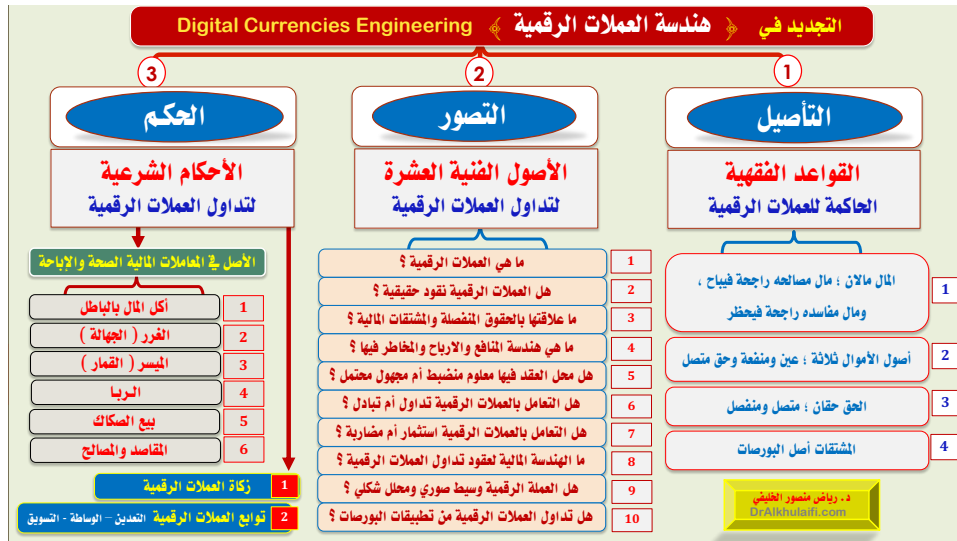 التجديد في ﴿ هندسة العملات الرقمية ﴾ Digital Currencies Engineering
1
التأصيل
القواعد الفقهية
الحاكمة للعملات الرقمية
1
المال مالان ؛ مال مصالحه راجحة فيباح ،
ومال مفاسده راجحة فيحظر
2
أصول الأموال ثلاثة ؛ عين ومنفعة وحق متصل
3
الحق حقان ؛ متصل ومنفصل
4
المشتقات أصل البورصات
د. رياض منصور الخليفي
DrAlkhulaifi.com
2
التصور
الأصول الفنية العشرة
لتداول العملات الرقمية
1 ما هي العملات الرقمية ؟
2 هل العملات الرقمية نقود حقيقية ؟
3 ما علاقتها بالحقوق المنفصلة والمشتقات المالية ؟
4 ما هي هندسة المنافع والارباح والمخاطر فيها ؟
5 هل محل العقد فيها معلوم منضبط أم مجهول محتمل ؟
6 هل التعامل بالعملات الرقمية تداول أم تبادل ؟
7 هل التعامل بالعملات الرقمية استثمار أم مضاربة ؟
8 ما الهندسة المالية لعقود تداول العملات الرقمية ؟
9 هل العملة الرقمية وسيط صوري ومحلل شكلي ؟
10 هل تداول العملات الرقمية من تطبيقات البورصات ؟
3
الحكم
الأحكام الشرعية
لتداول العملات الرقمية
الأصل في المعاملات المالية الصحة والإباحة
1 أكل المال بالباطل
2 الغرر ( الجهالة )
3 الميسر ( القمار )
4 الربا
5 بيع الصكاك
6 المقاصد والمصالح
1 زكاة العملات الرقمية
2 توابع العملات الرقمية التعدين – الوساطة - التسويق